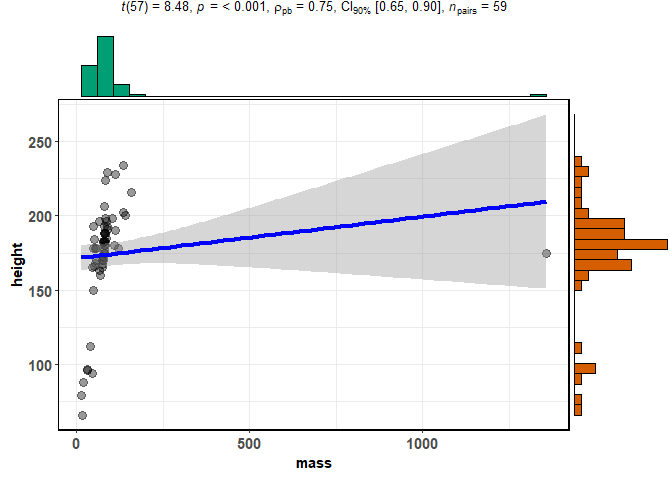 t(57) = 8.48, p = < 0.001, ρpb = 0.75, CI90% [0.65, 0.90], npairs = 59
250
200
150
100
height
0 500 1000
mass